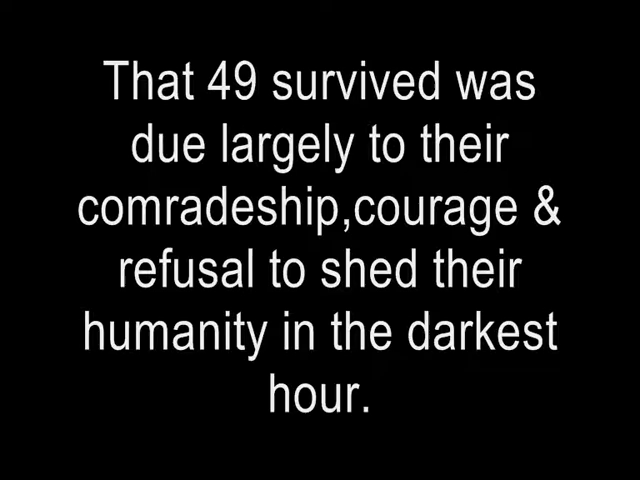 That 49 survived was
due largely to their
comradeship,courage &
refusal to shed their
humanity in the darkest
hour.